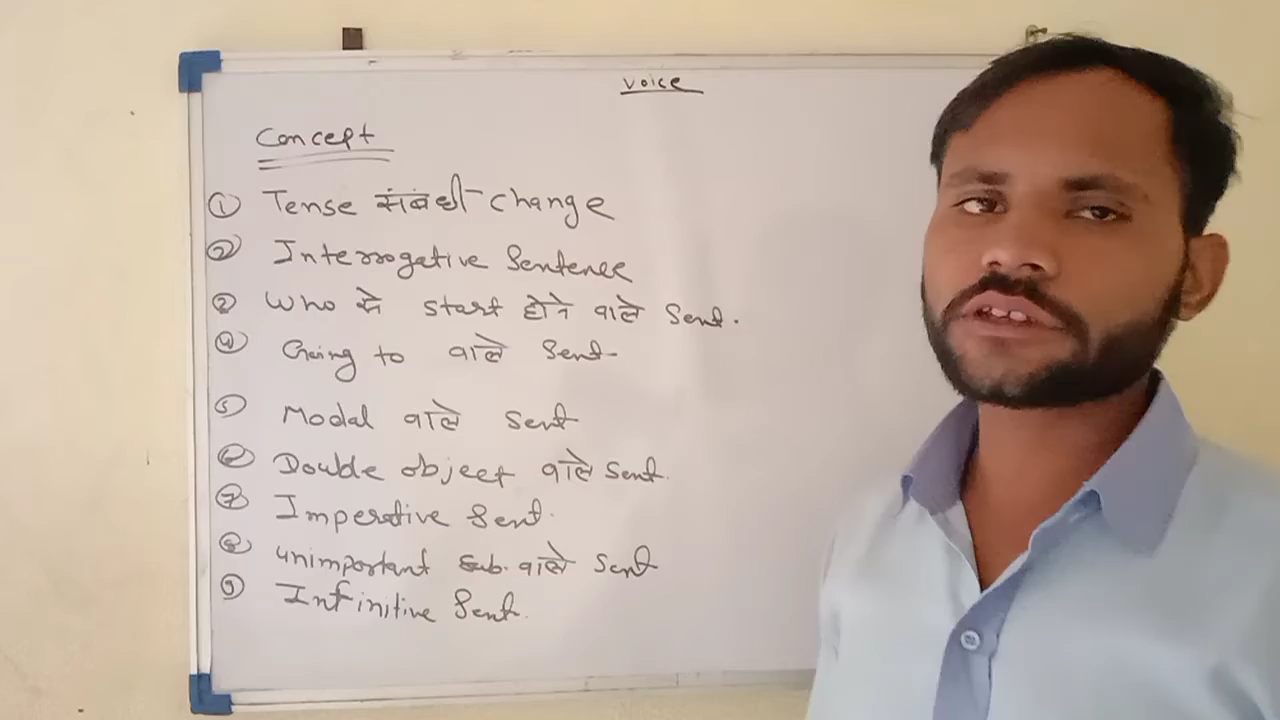 voice
Concept
① Tense संबंधी - change
② Interrogative Sentence
③ Who से start होने वाले Sent.
④ Going to वाले Sent-
⑤ Modal वाले Sent
⑥ Double object वाले Sent.
⑦ Imperative Sent.
⑧ unimportant sub. वाले Sent
⑨ Infinitive Sent.